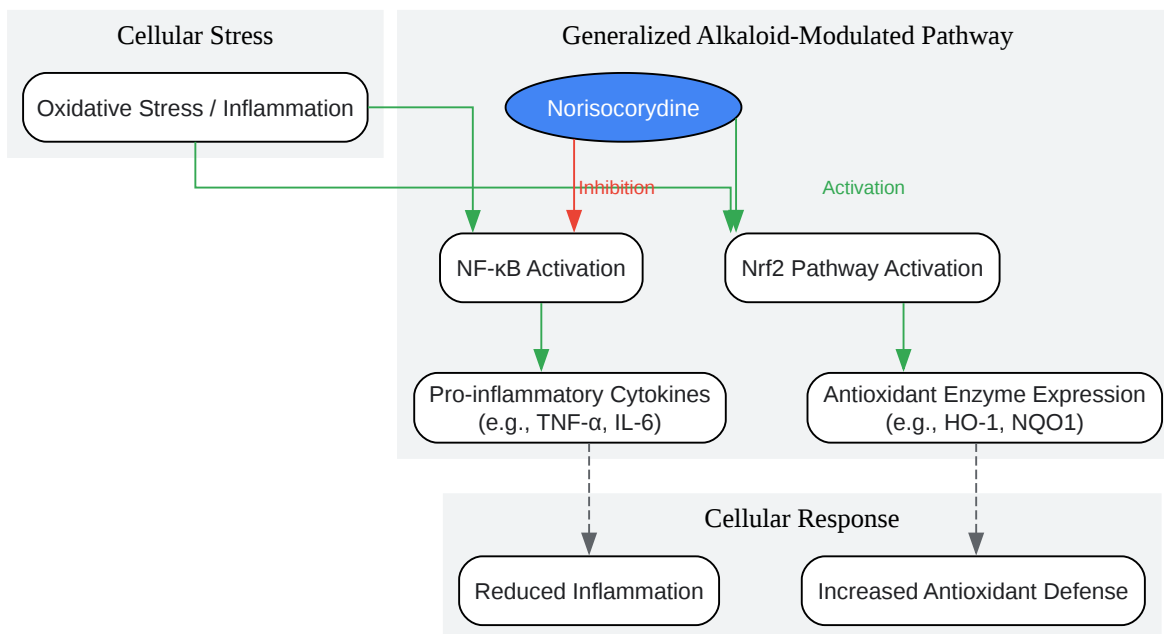 Cellular Stress
Generalized Alkaloid-Modulated Pathway
Oxidative Stress / Inflammation
Norisocorydine
Inhibition
Activation
NF-κB Activation
Nrf2 Pathway Activation
Pro-inflammatory Cytokines
(e.g., TNF-α, IL-6)
Antioxidant Enzyme Expression
(e.g., HO-1, NQO1)
Cellular Response
Reduced Inflammation
Increased Antioxidant Defense